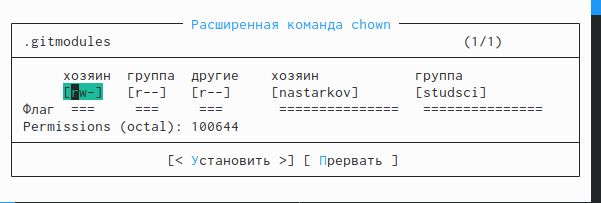 Расширенная команда chown
.gitmodules (1/1)
хозяин группа другие хозяин группа
[rw-] [r--] [r--] [nastarkov] [studsci]
Флаг === === === =============== ===============
Permissions (octal): 100644
[< Установить >] [ Прервать ]